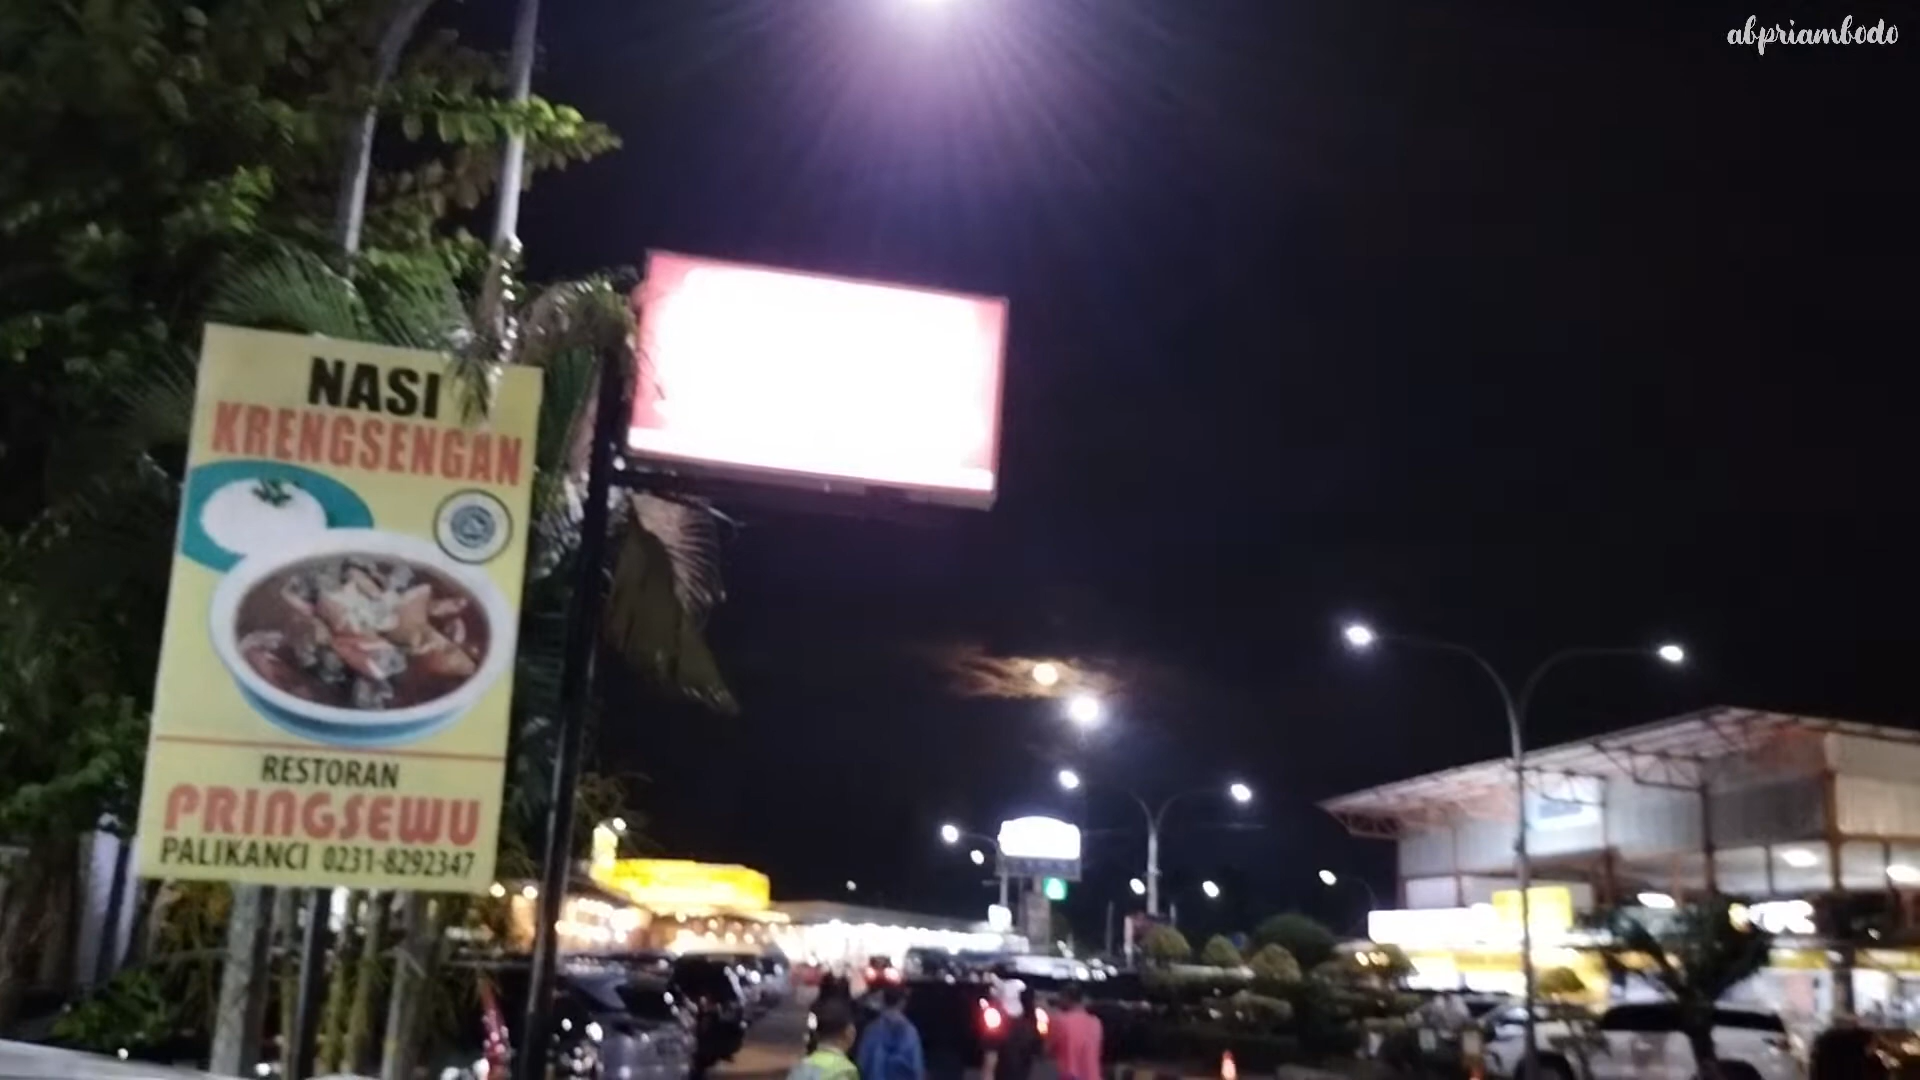 abpriambodo
NASI
KRENGSENGAN
RESTORAN
PRINGSEWU
PALIKANCI 0231-8292347